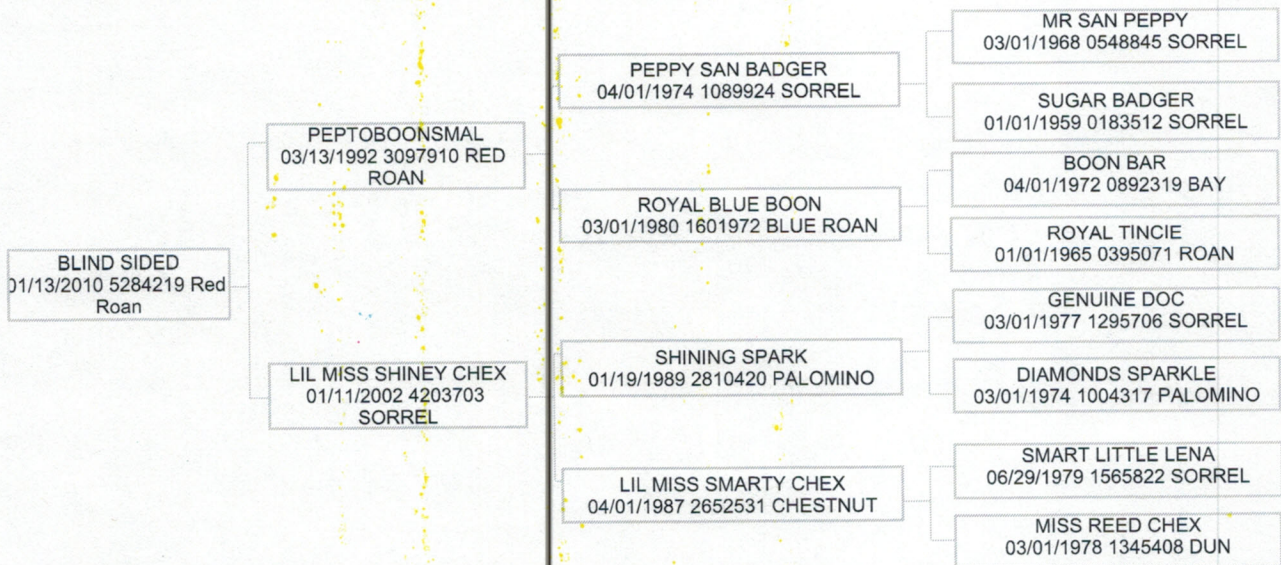 BLIND SIDED
01/13/2010 5284219 Red
Roan
PEPTOBOONSMAL
03/13/1992 3097910 RED
ROAN
LIL MISS SHINEY CHEX
01/11/2002 4203703
SORREL
PEPPY SAN BADGER
04/01/1974 1089924 SORREL
ROYAL BLUE BOON
03/01/1980 1601972 BLUE ROAN
SHINING SPARK
01/19/1989 2810420 PALOMINO
LIL MISS SMARTY CHEX
04/01/1987 2652531 CHESTNUT
MR SAN PEPPY
03/01/1968 0548845 SORREL
SUGAR BADGER
01/01/1959 0183512 SORREL
BOON BAR
04/01/1972 0892319 BAY
ROYAL TINCIE
01/01/1965 0395071 ROAN
GENUINE DOC
03/01/1977 1295706 SORREL
DIAMONDS SPARKLE
03/01/1974 1004317 PALOMINO
SMART LITTLE LENA
06/29/1979 1565822 SORREL
MISS REED CHEX
03/01/1978 1345408 DUN